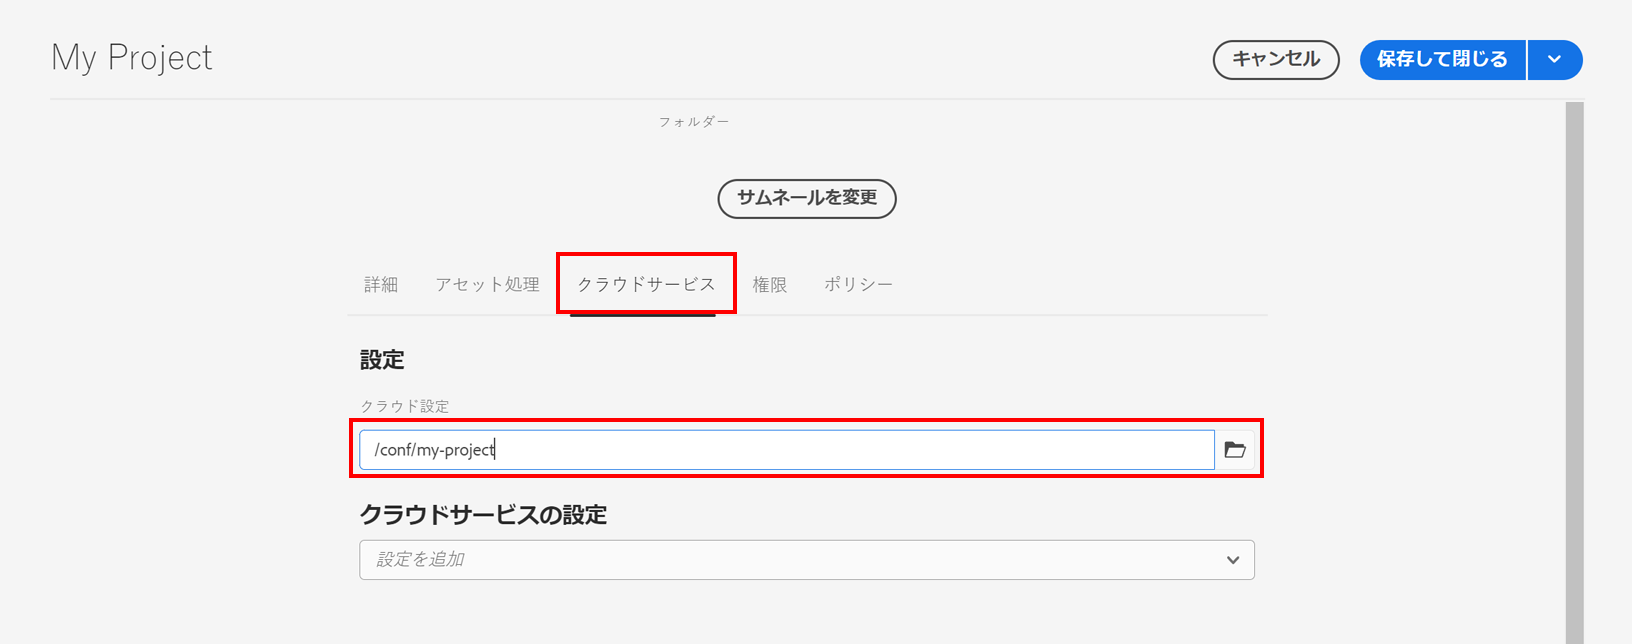 My Project
キャンセル
保存して閉じる
フォルダー
サムネールを変更
詳細 アセット処理 クラウドサービス 権限 ポリシー
設定
クラウド設定
/conf/my-project
クラウドサービスの設定
設定を追加